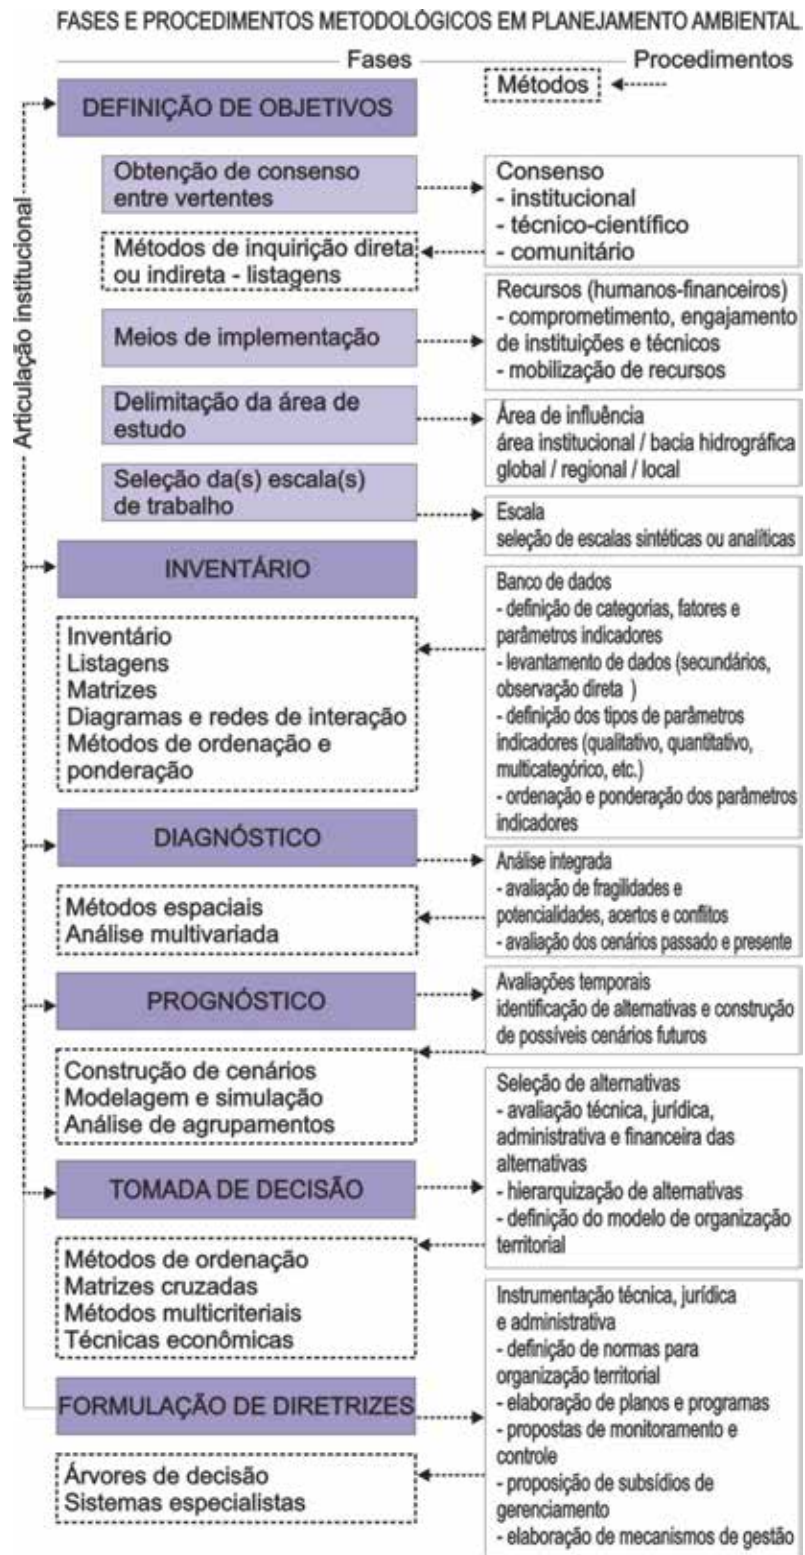 FASES E PROCEDIMENTOS METODOLÓGICOS EM PLANEJAMENTO AMBIENTAL
Fases
Procedimentos
Métodos
Articulação institucional
DEFINIÇÃO DE OBJETIVOS
Obtenção de consenso
entre vertentes
Consenso
- institucional
- técnico-científico
- comunitário
Métodos de inquirição direta
ou indireta - listagens
Meios de implementação
Recursos (humanos-financeiros)
- comprometimento, engajamento
de instituições e técnicos
- mobilização de recursos
Delimitação da área de
estudo
Área de influência
área institucional / bacia hidrográfica
global / regional / local
Seleção da(s) escala(s)
de trabalho
Escala
seleção de escalas sintéticas ou analíticas
INVENTÁRIO
Banco de dados
- definição de categorias, fatores e
parâmetros indicadores
- levantamento de dados (secundários,
observação direta )
- definição dos tipos de parâmetros
indicadores (qualitativo, quantitativo,
multicategórico, etc.)
- ordenação e ponderação dos parâmetros
indicadores
Inventário
Listagens
Matrizes
Diagramas e redes de interação
Métodos de ordenação e
ponderação
DIAGNÓSTICO
Análise integrada
- avaliação de fragilidades e
potencialidades, acertos e conflitos
- avaliação dos cenários passado e presente
Métodos espaciais
Análise multivariada
PROGNÓSTICO
Avaliações temporais
identificação de alternativas e construção
de possíveis cenários futuros
Construção de cenários
Modelagem e simulação
Análise de agrupamentos
TOMADA DE DECISÃO
Seleção de alternativas
- avaliação técnica, jurídica,
administrativa e financeira das
alternativas
- hierarquização de alternativas
- definição do modelo de organização
territorial
Métodos de ordenação
Matrizes cruzadas
Métodos multicriteriais
Técnicas econômicas
FORMULAÇÃO DE DIRETRIZES
Instrumentação técnica, jurídica
e administrativa
- definição de normas para
organização territorial
- elaboração de planos e programas
- propostas de monitoramento e
controle
- proposição de subsídios de
gerenciamento
- elaboração de mecanismos de gestão
Árvores de decisão
Sistemas especialistas